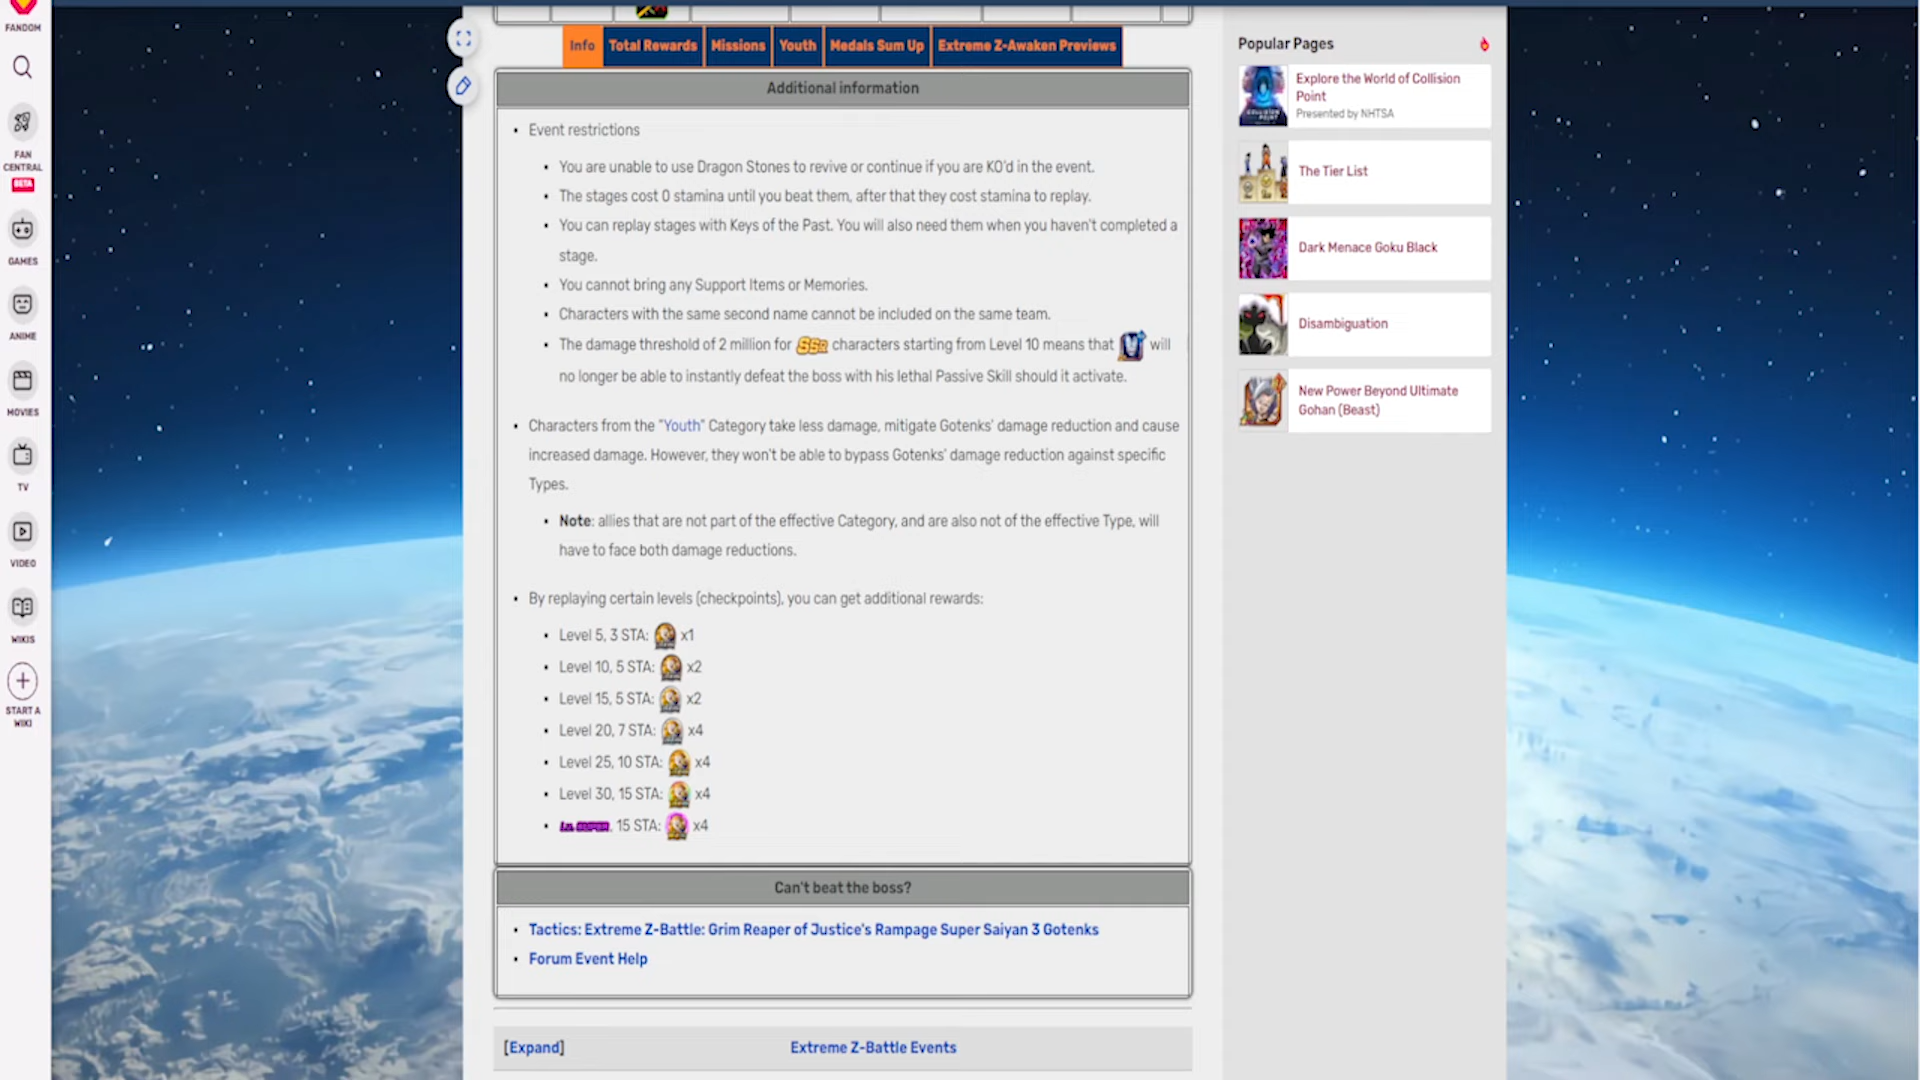 FANDOM
FAN
CENTRAL
BETA
GAMES
ANIME
MOVIES
TV
VIDEO
WIKIS
START A
WIKI
Info
Total Rewards
Missions
Youth
Medals Sum Up
Extreme Z-Awaken Previews
Additional information
Event restrictions
You are unable to use Dragon Stones to revive or continue if you are KO'd in the event.
The stages cost 0 stamina until you beat them, after that they cost stamina to replay.
You can replay stages with Keys of the Past. You will also need them when you haven't completed a
stage.
You cannot bring any Support Items or Memories.
Characters with the same second name cannot be included on the same team.
The damage threshold of 2 million for SSR characters starting from Level 10 means that will
no longer be able to instantly defeat the boss with his lethal Passive Skill should it activate.
Characters from the "Youth" Category take less damage, mitigate Gotenks' damage reduction and cause
increased damage. However, they won't be able to bypass Gotenks' damage reduction against specific
Types.
Note: allies that are not part of the effective Category, and are also not of the effective Type, will
have to face both damage reductions.
By replaying certain levels (checkpoints), you can get additional rewards:
Level 5, 3 STA: x1
Level 10, 5 STA: x2
Level 15, 5 STA: x2
Level 20, 7 STA: x4
Level 25, 10 STA: x4
Level 30, 15 STA: x4
Lv. SUPER, 15 STA: x4
Can't beat the boss?
Tactics: Extreme Z-Battle: Grim Reaper of Justice's Rampage Super Saiyan 3 Gotenks
Forum Event Help
[Expand]
Extreme Z-Battle Events
Popular Pages
Explore the World of Collision
Point
Presented by NHTSA
The Tier List
Dark Menace Goku Black
Disambiguation
New Power Beyond Ultimate
Gohan (Beast)